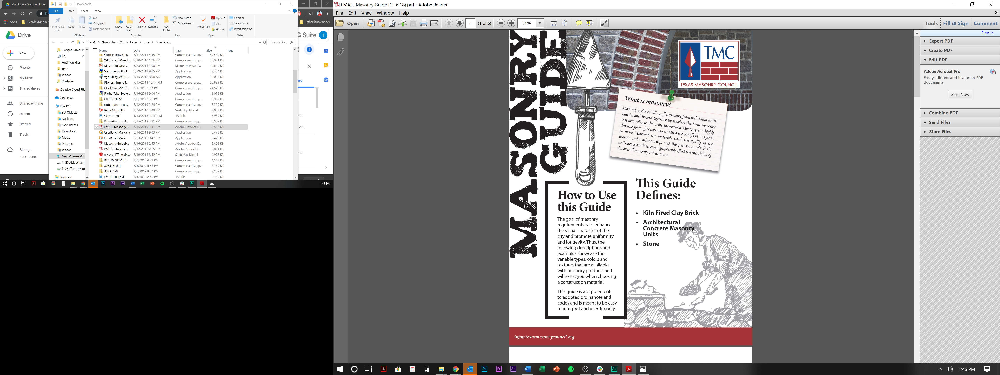 My Drive - Google Drive
Apps
EverdayMediaS
Other bookmarks
Drive
G Suite
T
New
Priority
My Drive
Shared drives
Shared with me
Recent
Starred
Trash
Storage
3.8 GB used
Downloads
File Home Share View
Pin to Quick access
Copy
Paste
Cut
Copy path
Paste shortcut
Clipboard
Move to
Copy to
Delete
Rename
Organize
New folder
New item
Easy access
New
Properties
Open
Edit
History
Open
Select all
Select none
Invert selection
Select
This PC > New Volume (C:) > Users > Tony > Downloads
Search Do...
Google Drive
E:\
Audition Files
png
Videos
Youtube
Creative Cloud File
OneDrive
This PC
3D Objects
Desktop
Documents
Downloads
Music
Pictures
Videos
New Volume (C:)
1 TB Disk Drive (
f (\\Office-deskto
Libraries
Name Date Type Size Tags
Golden Trowel Pr... 7/17/2018 4:35 PM Compressed (zipp... 49,548 KB
WD_SmartWare_I... 6/18/2018 1:26 PM Compressed (zipp... 40,961 KB
May 2018 Govt ... 5/23/2018 3:00 PM Microsoft PowerP... 34,612 KB
Voicemeeter8Set... 6/29/2019 9:05 PM Application 33,364 KB
vga_utility_AORU... 6/15/2018 8:50 AM Application 32,099 KB
REP_Laminar_C1... 7/15/2018 10:14 PM Compressed (zipp... 25,829 KB
ClockMakerV120... 7/1/2019 1:17 PM Compressed (zipp... 24,573 KB
Flight_Yoke_Syste... 7/16/2018 9:34 PM Application 12,072 KB
CX_162_1051 7/8/2018 1:20 PM Compressed (zipp... 7,958 KB
rodecaster_app_i... 7/12/2019 2:24 PM Compressed (zipp... 7,389 KB
Retail Strip EIFS 7/24/2018 4:49 PM SketchUp Model 7,037 KB
Canva - null 1/13/2016 12:32 PM JPG File 6,969 KB
Prime95-[Guru3... 5/25/2018 3:21 PM Compressed (zipp... 6,562 KB
EMAIL_Masonry ... 7/15/2019 1:41 PM Adobe Acrobat D... 6,519 KB
UserBenchMark (1) 6/14/2018 9:03 PM Application 5,473 KB
UserBenchMark 5/23/2018 9:47 PM Application 5,473 KB
Masonry Guideb... 7/16/2018 2:55 PM Adobe Acrobat D... 5,403 KB
PAC Contributio... 6/12/2018 2:55 PM Adobe Acrobat D... 5,051 KB
cessna_172_main... 7/19/2018 8:52 PM SketchUp Model 4,977 KB
BE_S35_9X941_1... 7/8/2018 4:31 PM Compressed (zipp... 4,147 KB
30637528 (1) 7/6/2019 8:58 PM Compressed (zipp... 3,169 KB
30637528 7/6/2019 8:57 PM Compressed (zipp... 3,169 KB
EMAIL_Tri Fold 6/4/2018 2:48 PM JPG File 2,762 KB
1:46 PM
EMAIL_Masonry Guide (12.6.18).pdf - Adobe Reader
File Edit View Window Help
Open
2 (1 of 6)
75%
Tools Fill & Sign Comment
Sign In
Export PDF
Create PDF
Edit PDF
Adobe Acrobat Pro
Easily edit text and images in PDF
documents
Start Now
Combine PDF
Send Files
Store Files
MASONRY
GUIDE
TMC
TEXAS MASONRY COUNCIL
What is masonry?
Masonry is the building of structures from individual units
laid in and bound together by mortar; the term masonry
can also refer to the units themselves. Masonry is a highly
durable form of construction with a service life of 100 years
or more. However, the materials used, the quality of the
mortar and workmanship, and the pattern in which the
units are assembled can significantly affect the durability of
the overall masonry construction.
How to Use
this Guide
The goal of masonry
requirements is to enhance
the visual character of the
city and promote uniformity
and longevity. Thus, the
following descriptions and
examples showcase the
variable types, colors and
textures that are available
with masonry products and
will assist you when choosing
a construction material.
This guide is a supplement
to adopted ordinances and
codes and is meant to be easy
to interpret and user-friendly.
This Guide
Defines:
• Kiln Fired Clay Brick
• Architectural
Concrete Masonry
Units
• Stone
info@texasmasonrycouncil.org
1:46 PM